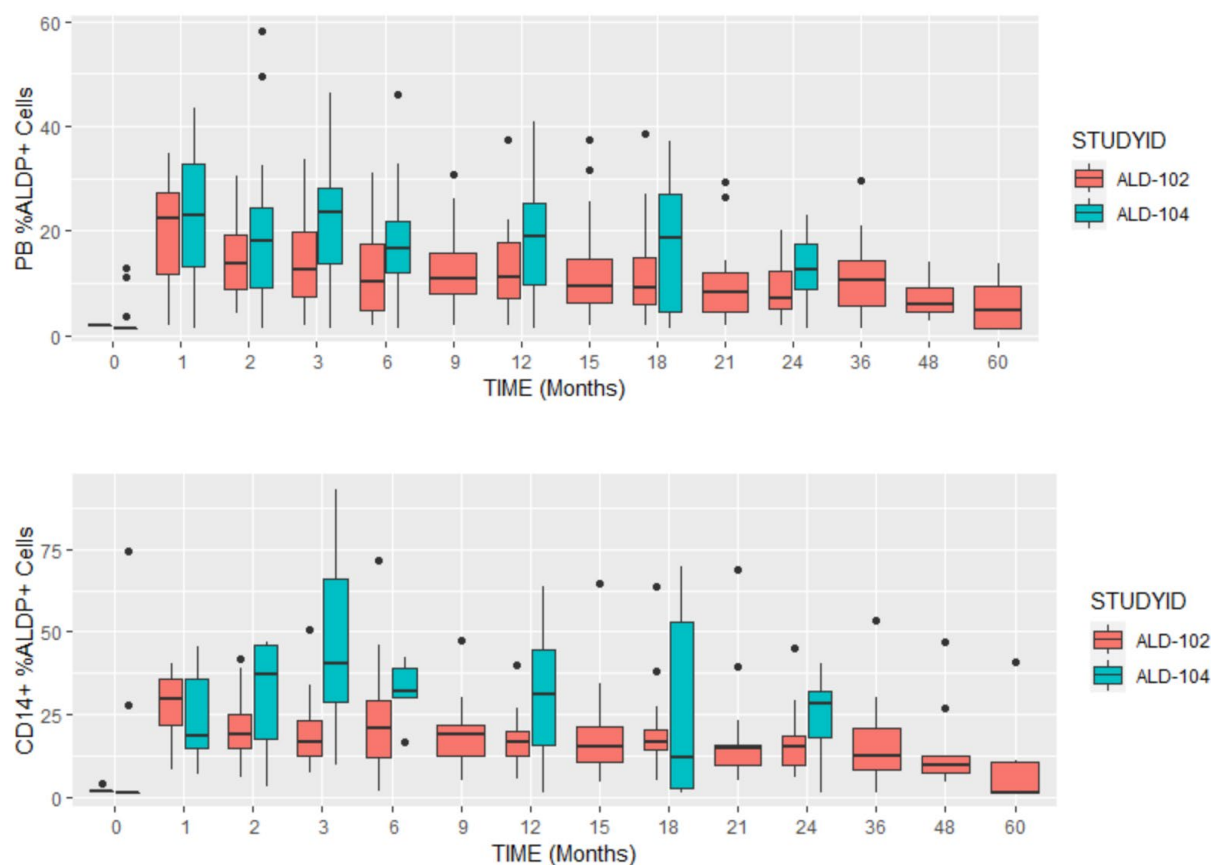 60
40
20
0
PB %ALDP+ Cells
0 1 2 3 6 9 12 15 18 21 24 36 48 60
TIME (Months)
STUDYID
ALD-102
ALD-104
75
50
25
0
CD14+ %ALDP+ Cells
0 1 2 3 6 9 12 15 18 21 24 36 48 60
TIME (Months)
STUDYID
ALD-102
ALD-104